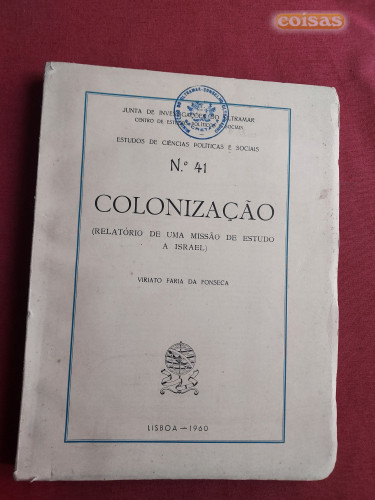 coisas
JUNTA DE INVESTIGAÇÕES DO ULTRAMAR
CENTRO DE ESTUDOS POLÍTICOS E SOCIAIS
ESTUDOS DE CIÊNCIAS POLÍTICAS E SOCIAIS
N.º 41
COLONIZAÇÃO
(RELATÓRIO DE UMA MISSÃO DE ESTUDO
A ISRAEL)
VIRIATO FARIA DA FONSECA
LISBOA — 1960